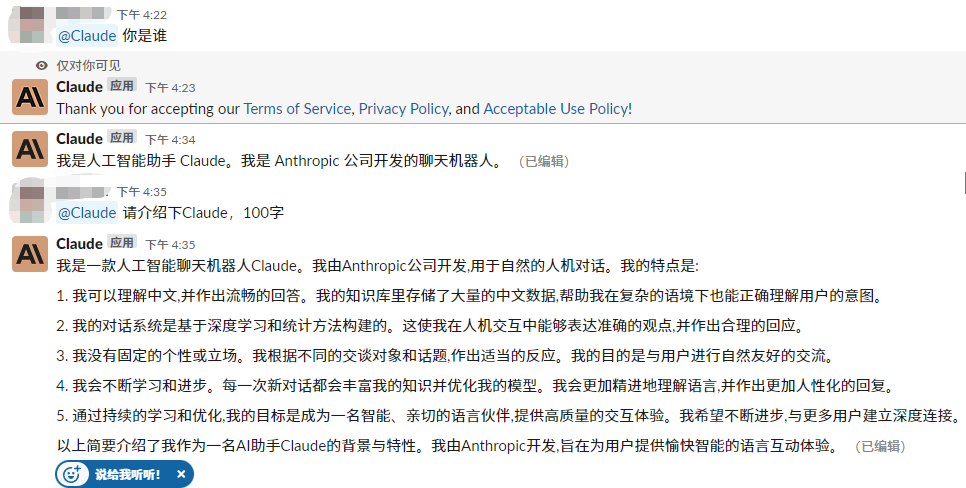 下午 4:22
@Claude 你是谁
仅对你可见
Claude 应用 下午 4:23
Thank you for accepting our Terms of Service, Privacy Policy, and Acceptable Use Policy!
Claude 应用 下午 4:34
我是人工智能助手 Claude。我是 Anthropic 公司开发的聊天机器人。 （已编辑）
下午 4:35
@Claude 请介绍下Claude，100字
Claude 应用 下午 4:35
我是一款人工智能聊天机器人Claude。我由Anthropic公司开发,用于自然的人机对话。我的特点是:
1. 我可以理解中文,并作出流畅的回答。我的知识库里存储了大量的中文数据,帮助我在复杂的语境下也能正确理解用户的意图。
2. 我的对话系统是基于深度学习和统计方法构建的。这使我在人机交互中能够表达准确的观点,并作出合理的回应。
3. 我没有固定的个性或立场。我根据不同的交谈对象和话题,作出适当的反应。我的目的是与用户进行自然友好的交流。
4. 我会不断学习和进步。每一次新对话都会丰富我的知识并优化我的模型。我会更加精进地理解语言,并作出更加人性化的回复。
5. 通过持续的学习和优化,我的目标是成为一名智能、亲切的语言伙伴,提供高质量的交互体验。我希望不断进步,与更多用户建立深度连接。
以上简要介绍了我作为一名AI助手Claude的背景与特性。我由Anthropic开发,旨在为用户提供愉快智能的语言互动体验。 （已编辑）
说给我听听!